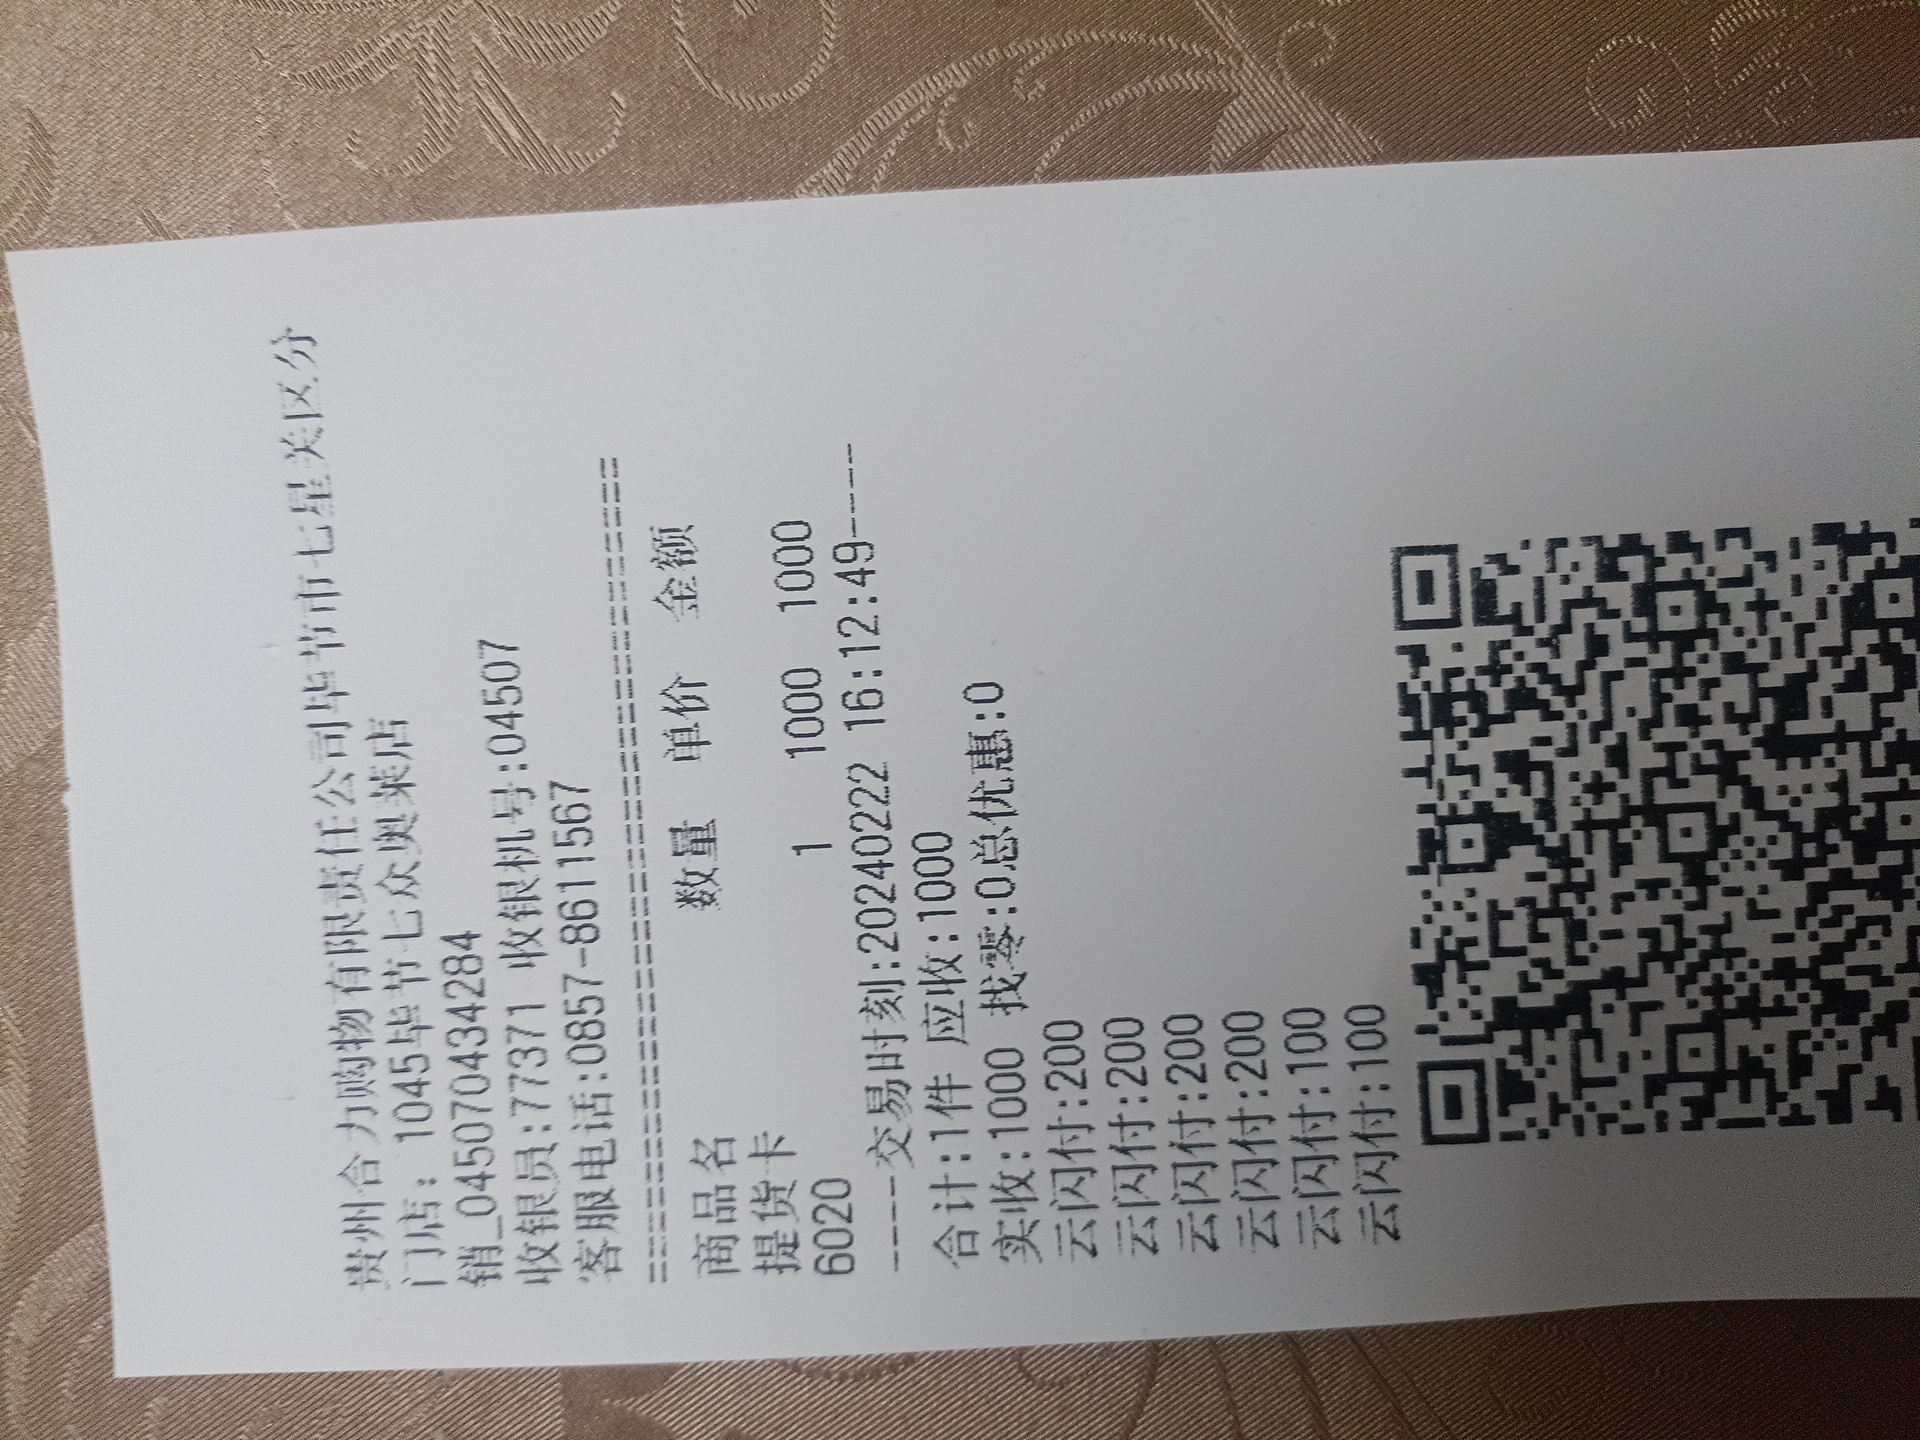 贵州合力购物有限责任公司毕节市七星关区分
门店: 1045毕节七众奥莱店
销_045070434284
收银员:77371 收银机号:04507
客服电话:0857-8611567
==========================================
商品名 数量 单价 金额
提货卡
6020 1 1000 1000
----交易时刻:20240222 16:12:49-----
合计:1件 应收:1000
实收:1000 找零:0总优惠:0
云闪付:200
云闪付:200
云闪付:200
云闪付:200
云闪付:100
云闪付:100